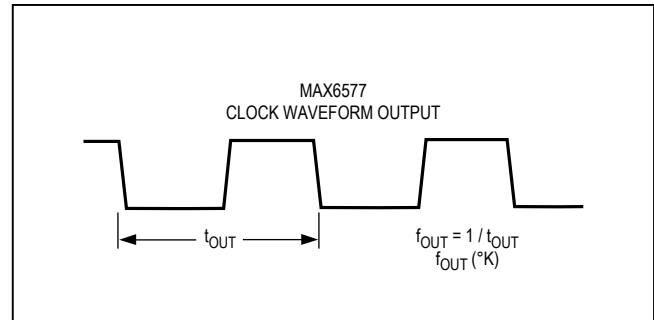 MAX6577
CLOCK WAVEFORM OUTPUT
tOUT
fOUT = 1 / tOUT
fOUT (°K)